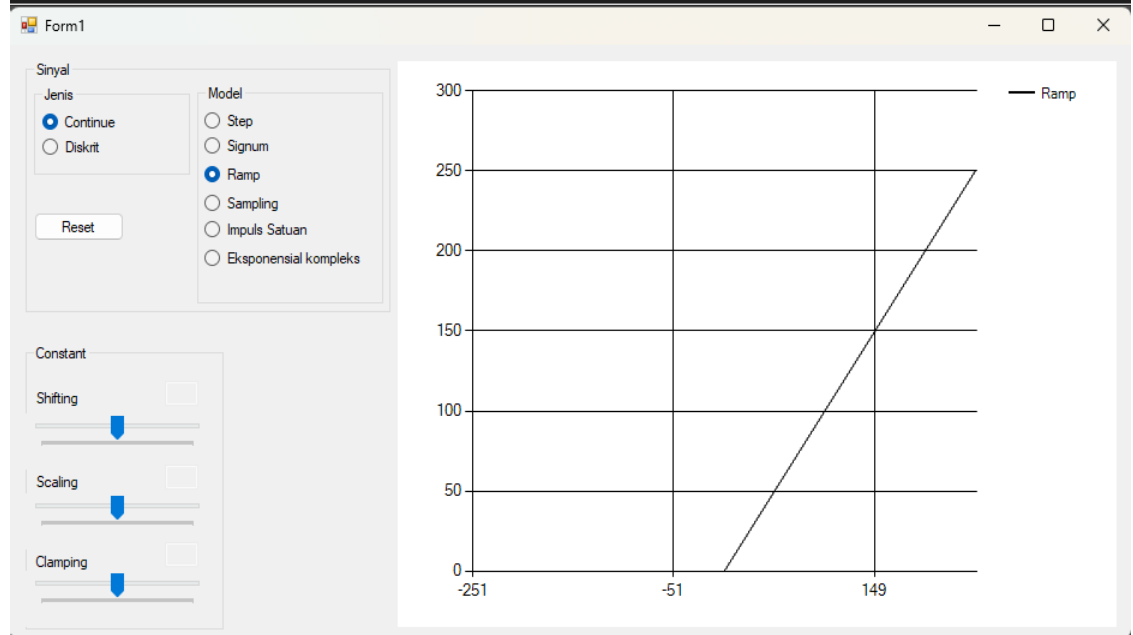 Form1
Sinyal
Jenis
Continue
Diskrit
Reset
Model
Step
Signum
Ramp
Sampling
Impuls Satuan
Eksponensial kompleks
Constant
Shifting
Scaling
Clamping
300
250
200
150
100
50
0
-251
-51
149
Ramp